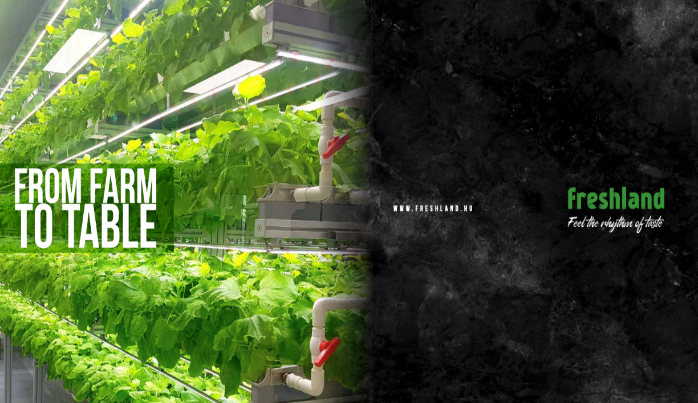 FROM FARM
TO TABLE
WWW.FRESHLAND.HU
freshland
Feel the rhythm of taste